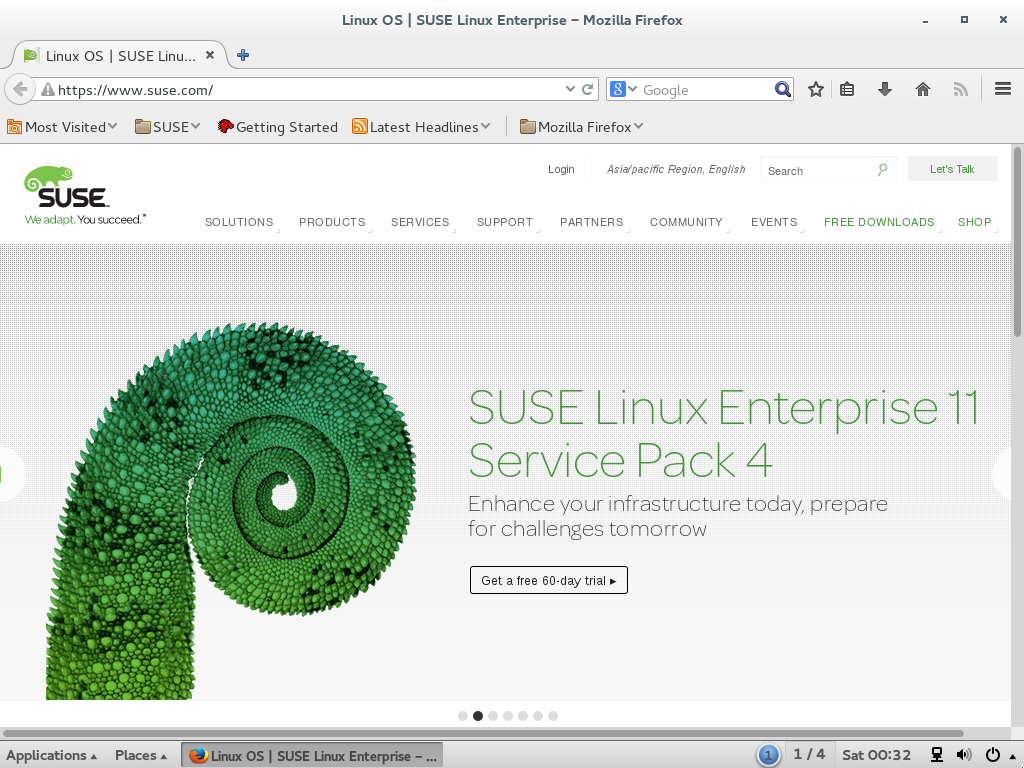 Linux OS | SUSE Linux Enterprise – Mozilla Firefox
Linux OS | SUSE Linu...
https://www.suse.com/
Google
Most Visited
SUSE
Getting Started
Latest Headlines
Mozilla Firefox
Login
Asia/pacific Region, English
Search
Let's Talk
SUSE
We adapt. You succeed.™
SOLUTIONS
PRODUCTS
SERVICES
SUPPORT
PARTNERS
COMMUNITY
EVENTS
FREE DOWNLOADS
SHOP
SUSE Linux Enterprise 11
Service Pack 4
Enhance your infrastructure today, prepare
for challenges tomorrow
Get a free 60-day trial ▸
Applications
Places
Linux OS | SUSE Linux Enterprise – ...
1
1 / 4
Sat 00:32